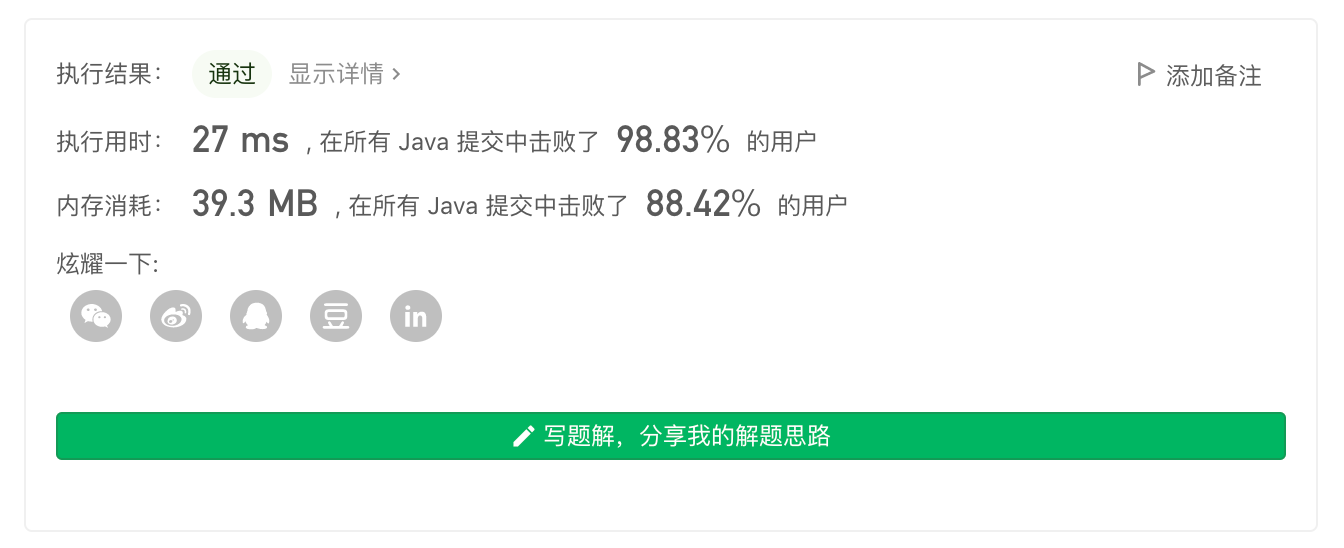 执行结果： 通过 显示详情 > 添加备注
执行用时： 27 ms , 在所有 Java 提交中击败了 98.83% 的用户
内存消耗： 39.3 MB , 在所有 Java 提交中击败了 88.42% 的用户
炫耀一下:
豆 in
写题解，分享我的解题思路